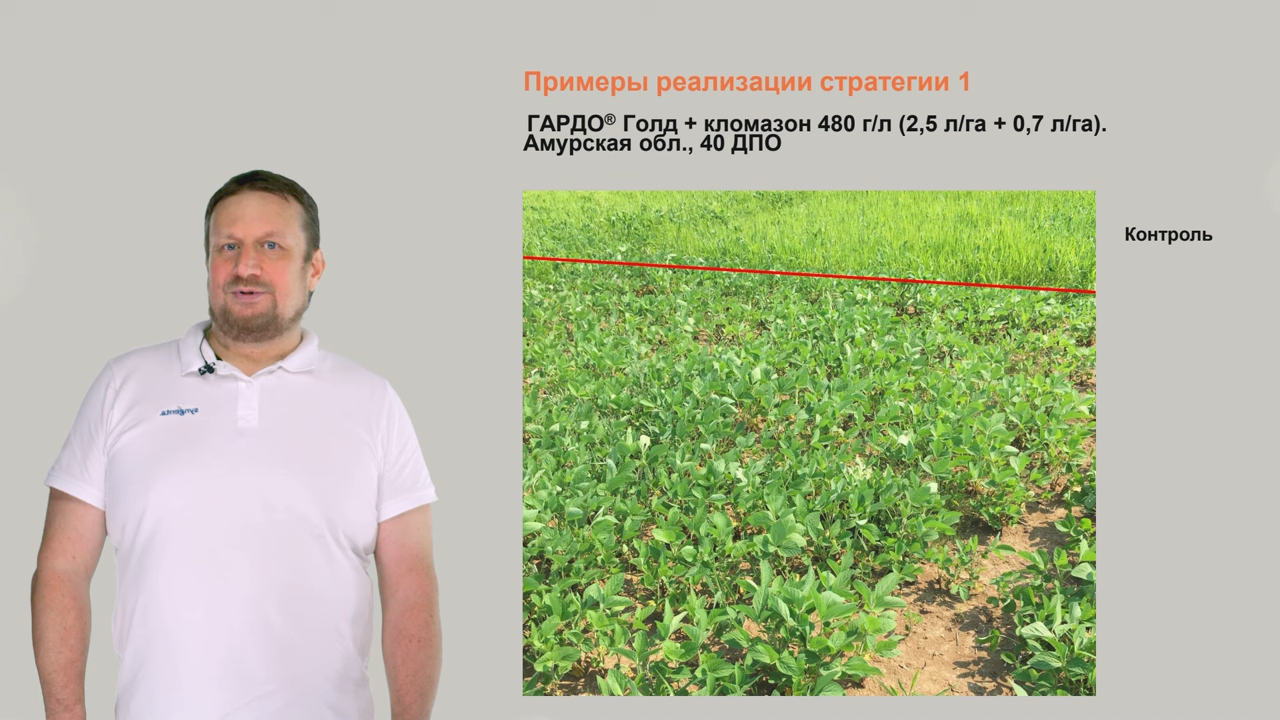 Примеры реализации стратегии 1
ГАРДО® Голд + кломазон 480 г/л (2,5 л/га + 0,7 л/га).
Амурская обл., 40 ДПО
Контроль
syngenta